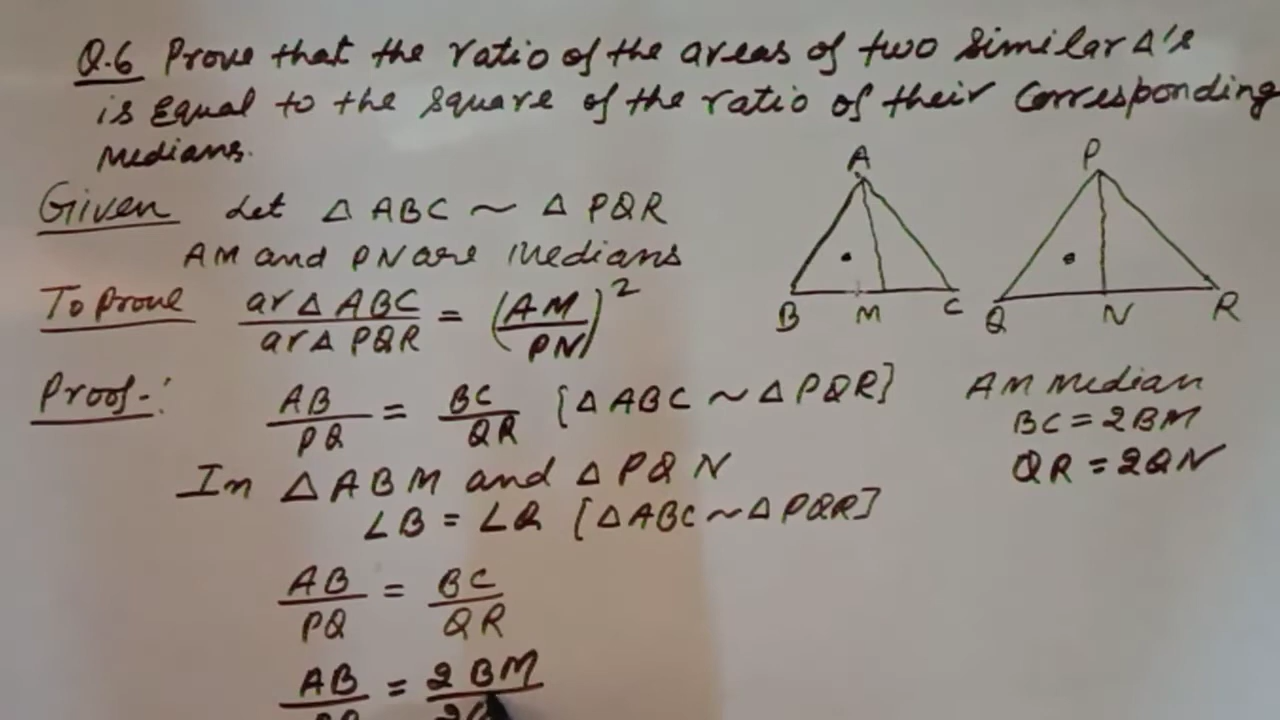 Q.6 Prove that the ratio of the areas of two similar Δ's
is Equal to the square of the ratio of their Corresponding
Medians.
Given Let Δ ABC ~ Δ PQR
AM and PN are Medians
To Prove ar Δ ABC / ar Δ PQR = (AM / PN)²
A
B M C
P
Q N R
Proof-: AB / PQ = BC / QR [Δ ABC ~ Δ PQR]
AM Median
BC = 2BM
QR = 2QN
In Δ ABM and Δ PQN
∠B = ∠Q [Δ ABC ~ Δ PQR]
AB / PQ = BC / QR
AB / PQ = 2 BM / 2